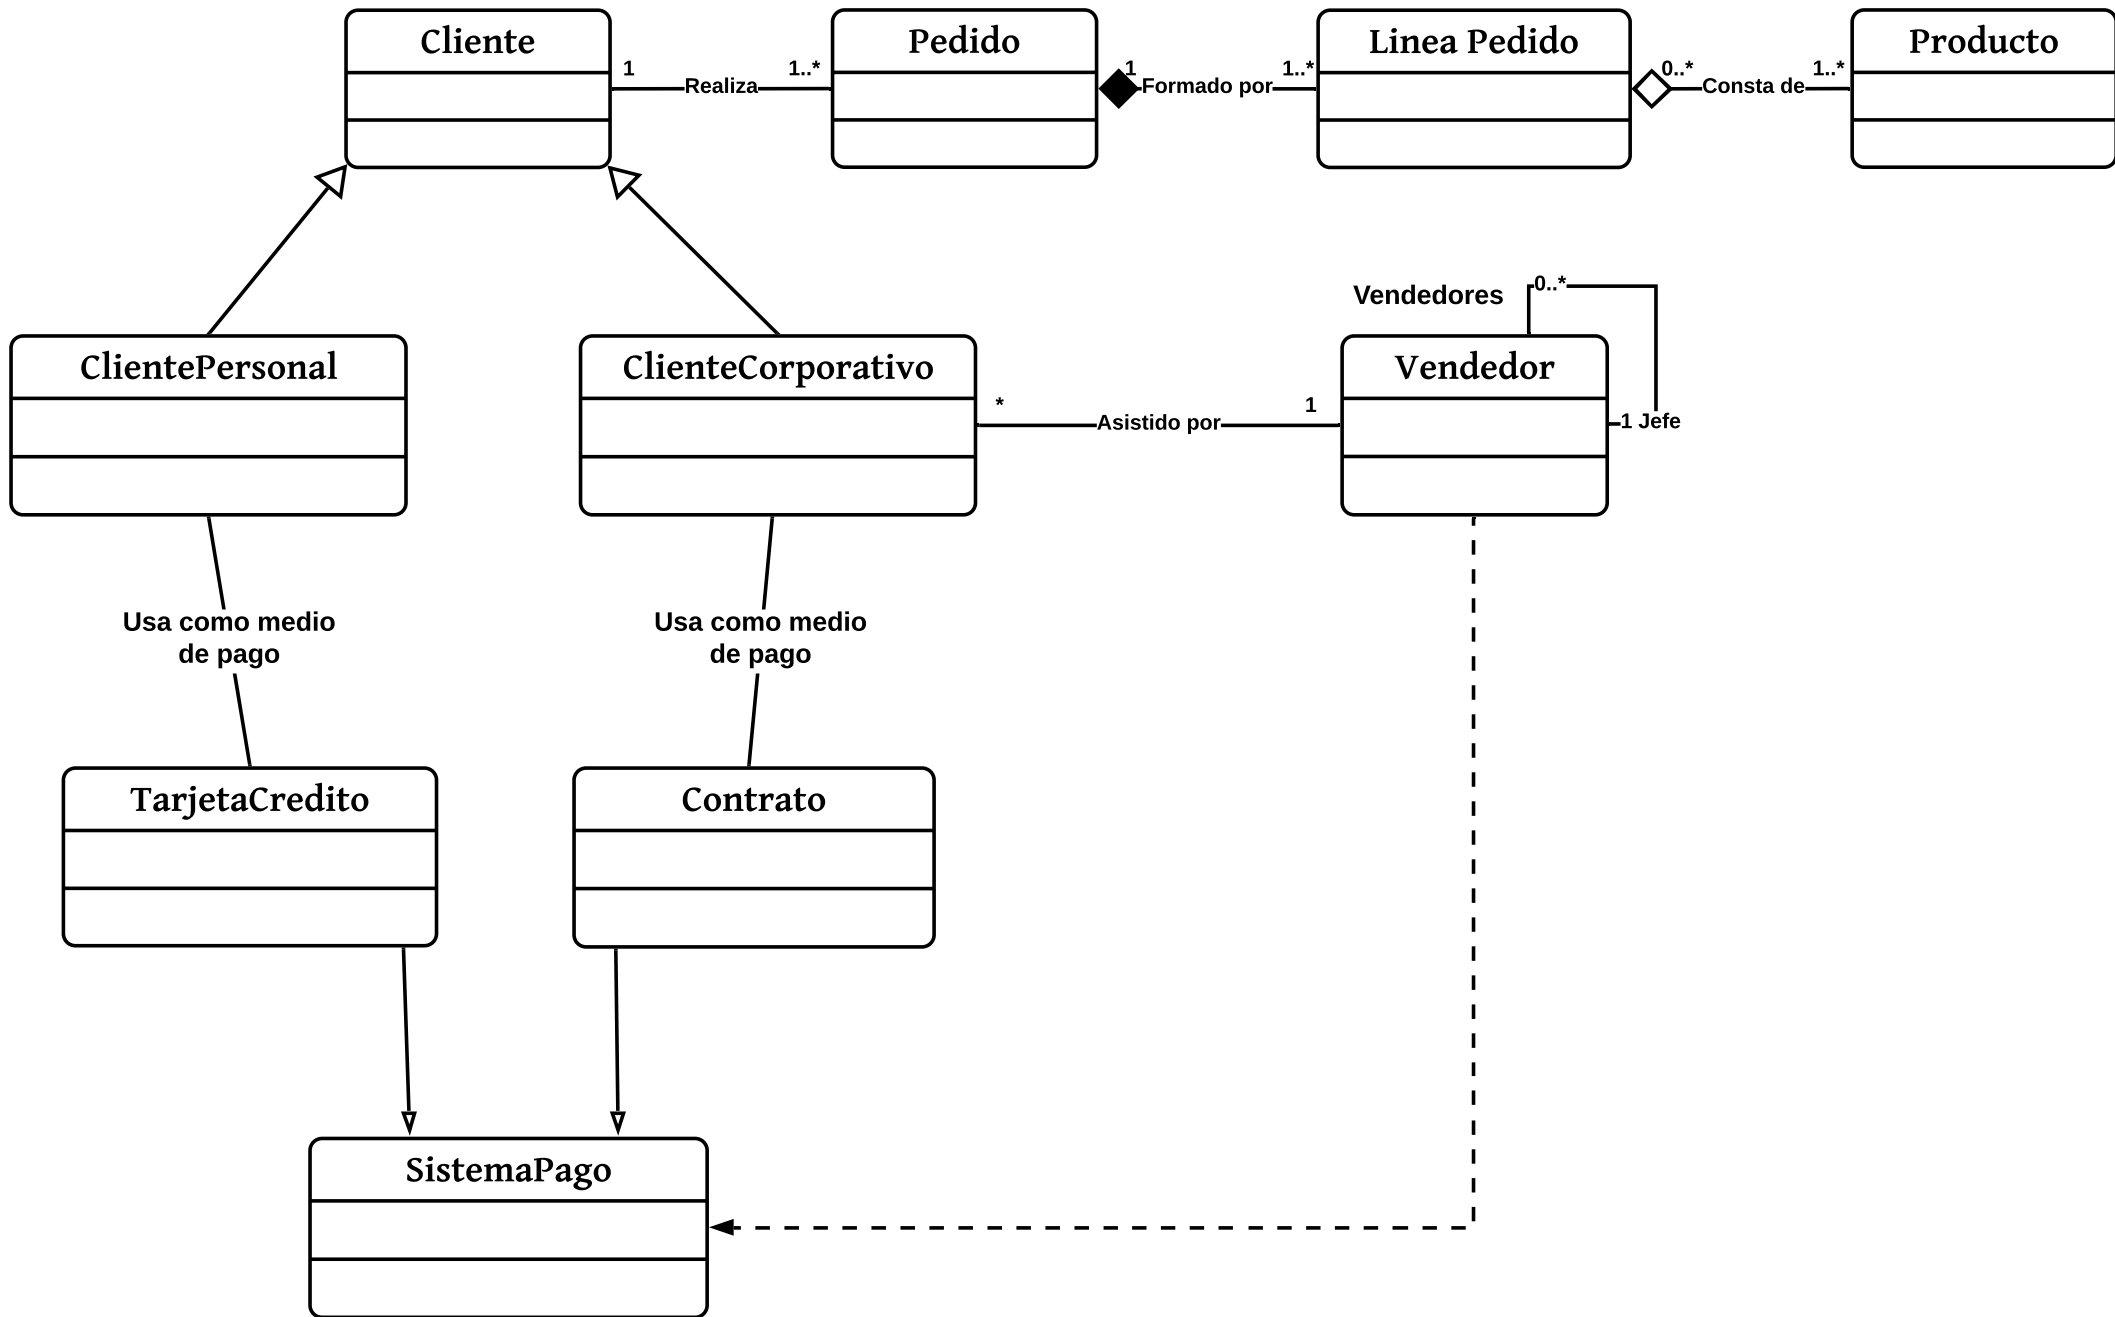 Cliente
Pedido
Linea Pedido
Producto
1
Realiza
1..*
1
Formado por
1..*
0..*
Consta de
1..*
Vendedores
0..*
ClientePersonal
ClienteCorporativo
Vendedor
*
Asistido por
1
1 Jefe
Usa como medio
de pago
Usa como medio
de pago
TarjetaCredito
Contrato
SistemaPago